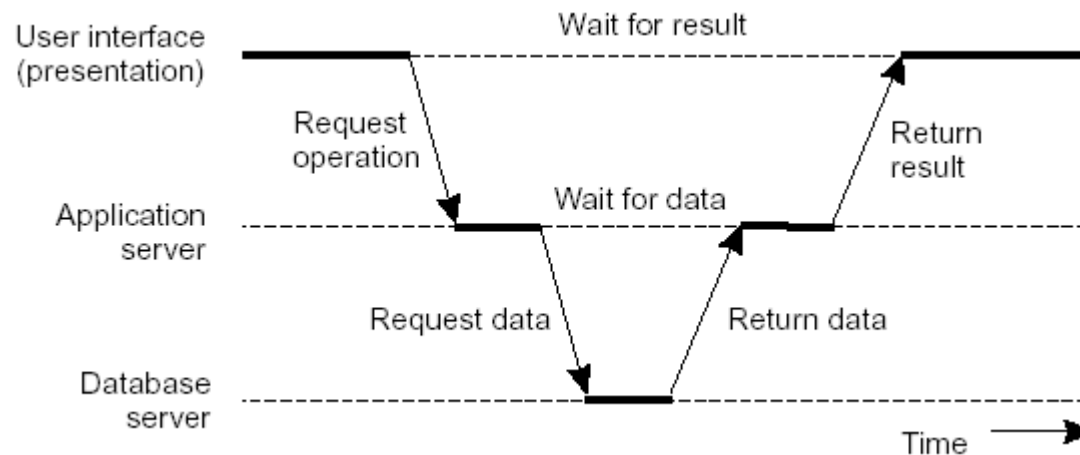 User interface
(presentation)
Wait for result
Request
operation
Return
result
Application
server
Wait for data
Request data
Return data
Database
server
Time